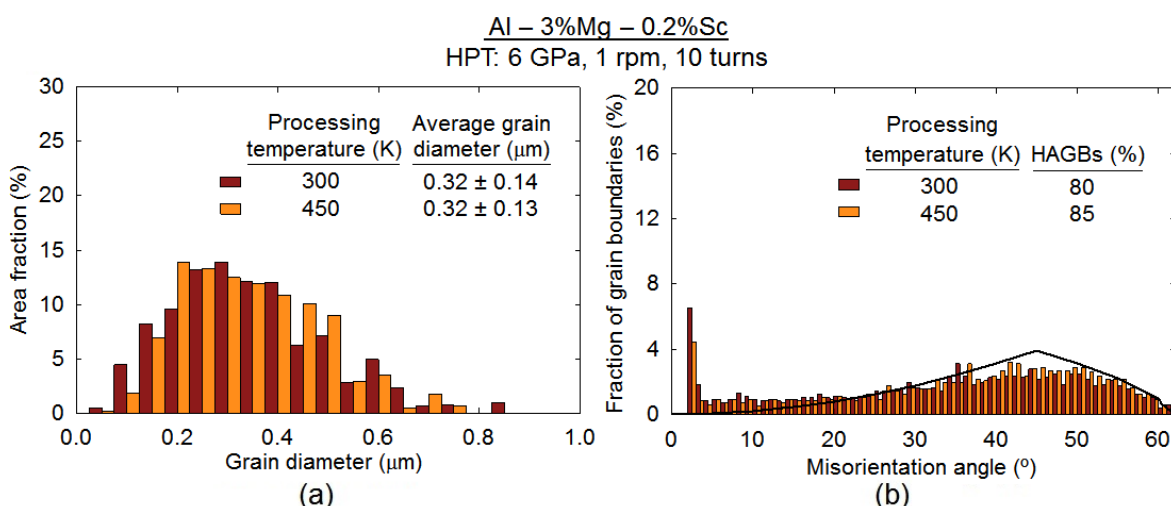 Al – 3%Mg – 0.2%Sc
HPT: 6 GPa, 1 rpm, 10 turns
Area fraction (%)
30
25
20
15
10
5
0
Processing temperature (K)
Average grain diameter (μm)
300 0.32 ± 0.14
450 0.32 ± 0.13
0.0 0.2 0.4 0.6 0.8 1.0
Grain diameter (μm)
(a)
Fraction of grain boundaries (%)
20
16
12
8
4
0
Processing temperature (K)
HAGBs (%)
300 80
450 85
0 10 20 30 40 50 60
Misorientation angle (º)
(b)